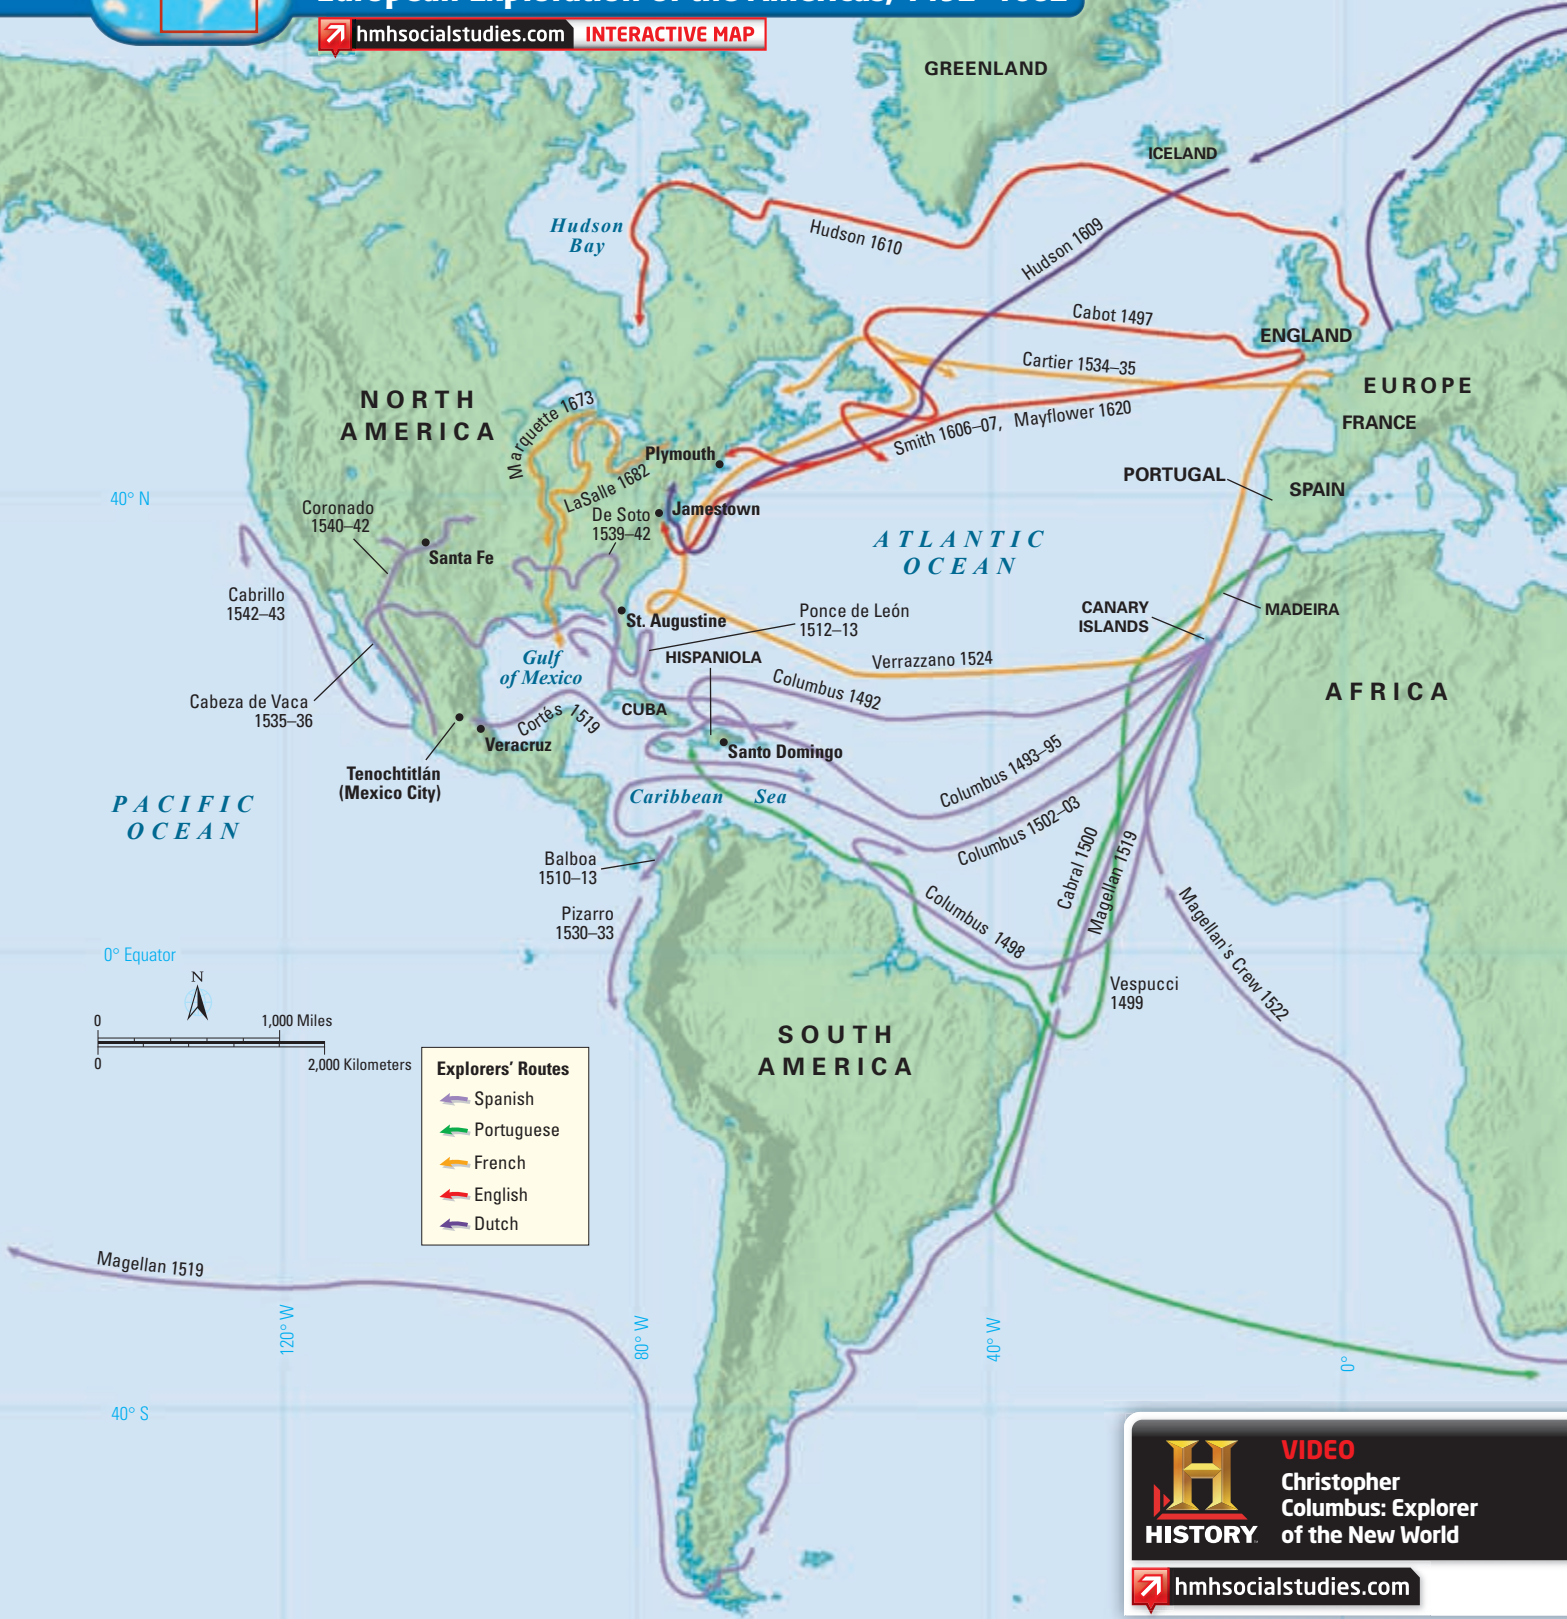 European Exploration of the Americas, 1492–1682
hmhsocialstudies.com INTERACTIVE MAP
GREENLAND
ICELAND
Hudson
Bay
Hudson 1610
Hudson 1609
Cabot 1497
ENGLAND
Cartier 1534–35
EUROPE
NORTH
AMERICA
Marquette 1673
Smith 1606–07, Mayflower 1620
FRANCE
Plymouth
LaSalle 1682
PORTUGAL
SPAIN
40° N
Coronado
1540–42
De Soto
1539–42
Jamestown
ATLANTIC
OCEAN
Santa Fe
Cabrillo
1542–43
St. Augustine
Ponce de León
1512–13
CANARY
ISLANDS
MADEIRA
Gulf
of Mexico
HISPANIOLA
Verrazzano 1524
Columbus 1492
AFRICA
Cabeza de Vaca
1535–36
Cortés 1519
CUBA
Veracruz
Santo Domingo
Tenochtitlán
(Mexico City)
Columbus 1493–95
PACIFIC
OCEAN
Caribbean Sea
Columbus 1502–03
Cabral 1500
Magellan 1519
Balboa
1510–13
Pizarro
1530–33
Columbus 1498
Magellan's Crew 1522
0° Equator
Vespucci
1499
N
0 1,000 Miles
0 2,000 Kilometers
SOUTH
AMERICA
Explorers' Routes
Spanish
Portuguese
French
English
Dutch
Magellan 1519
120° W
80° W
40° W
0°
40° S
H
HISTORY
VIDEO
Christopher
Columbus: Explorer
of the New World
hmhsocialstudies.com